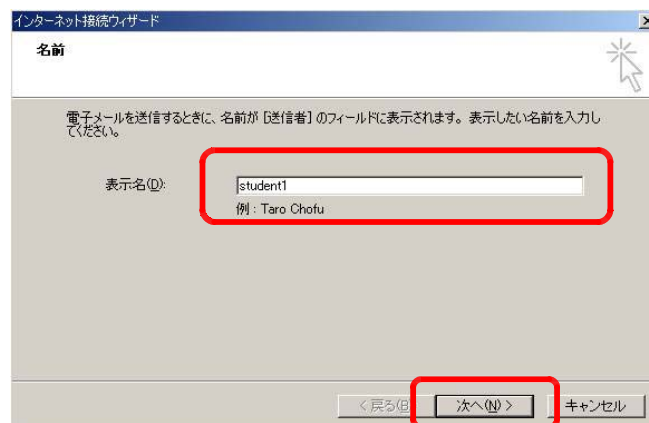 インターネット接続ウィザード
名前
電子メールを送信するときに、名前が [送信者] のフィールドに表示されます。表示したい名前を入力し
てください。
表示名(D):
student1
例 : Taro Chofu
< 戻る(B)
次へ(N) >
キャンセル